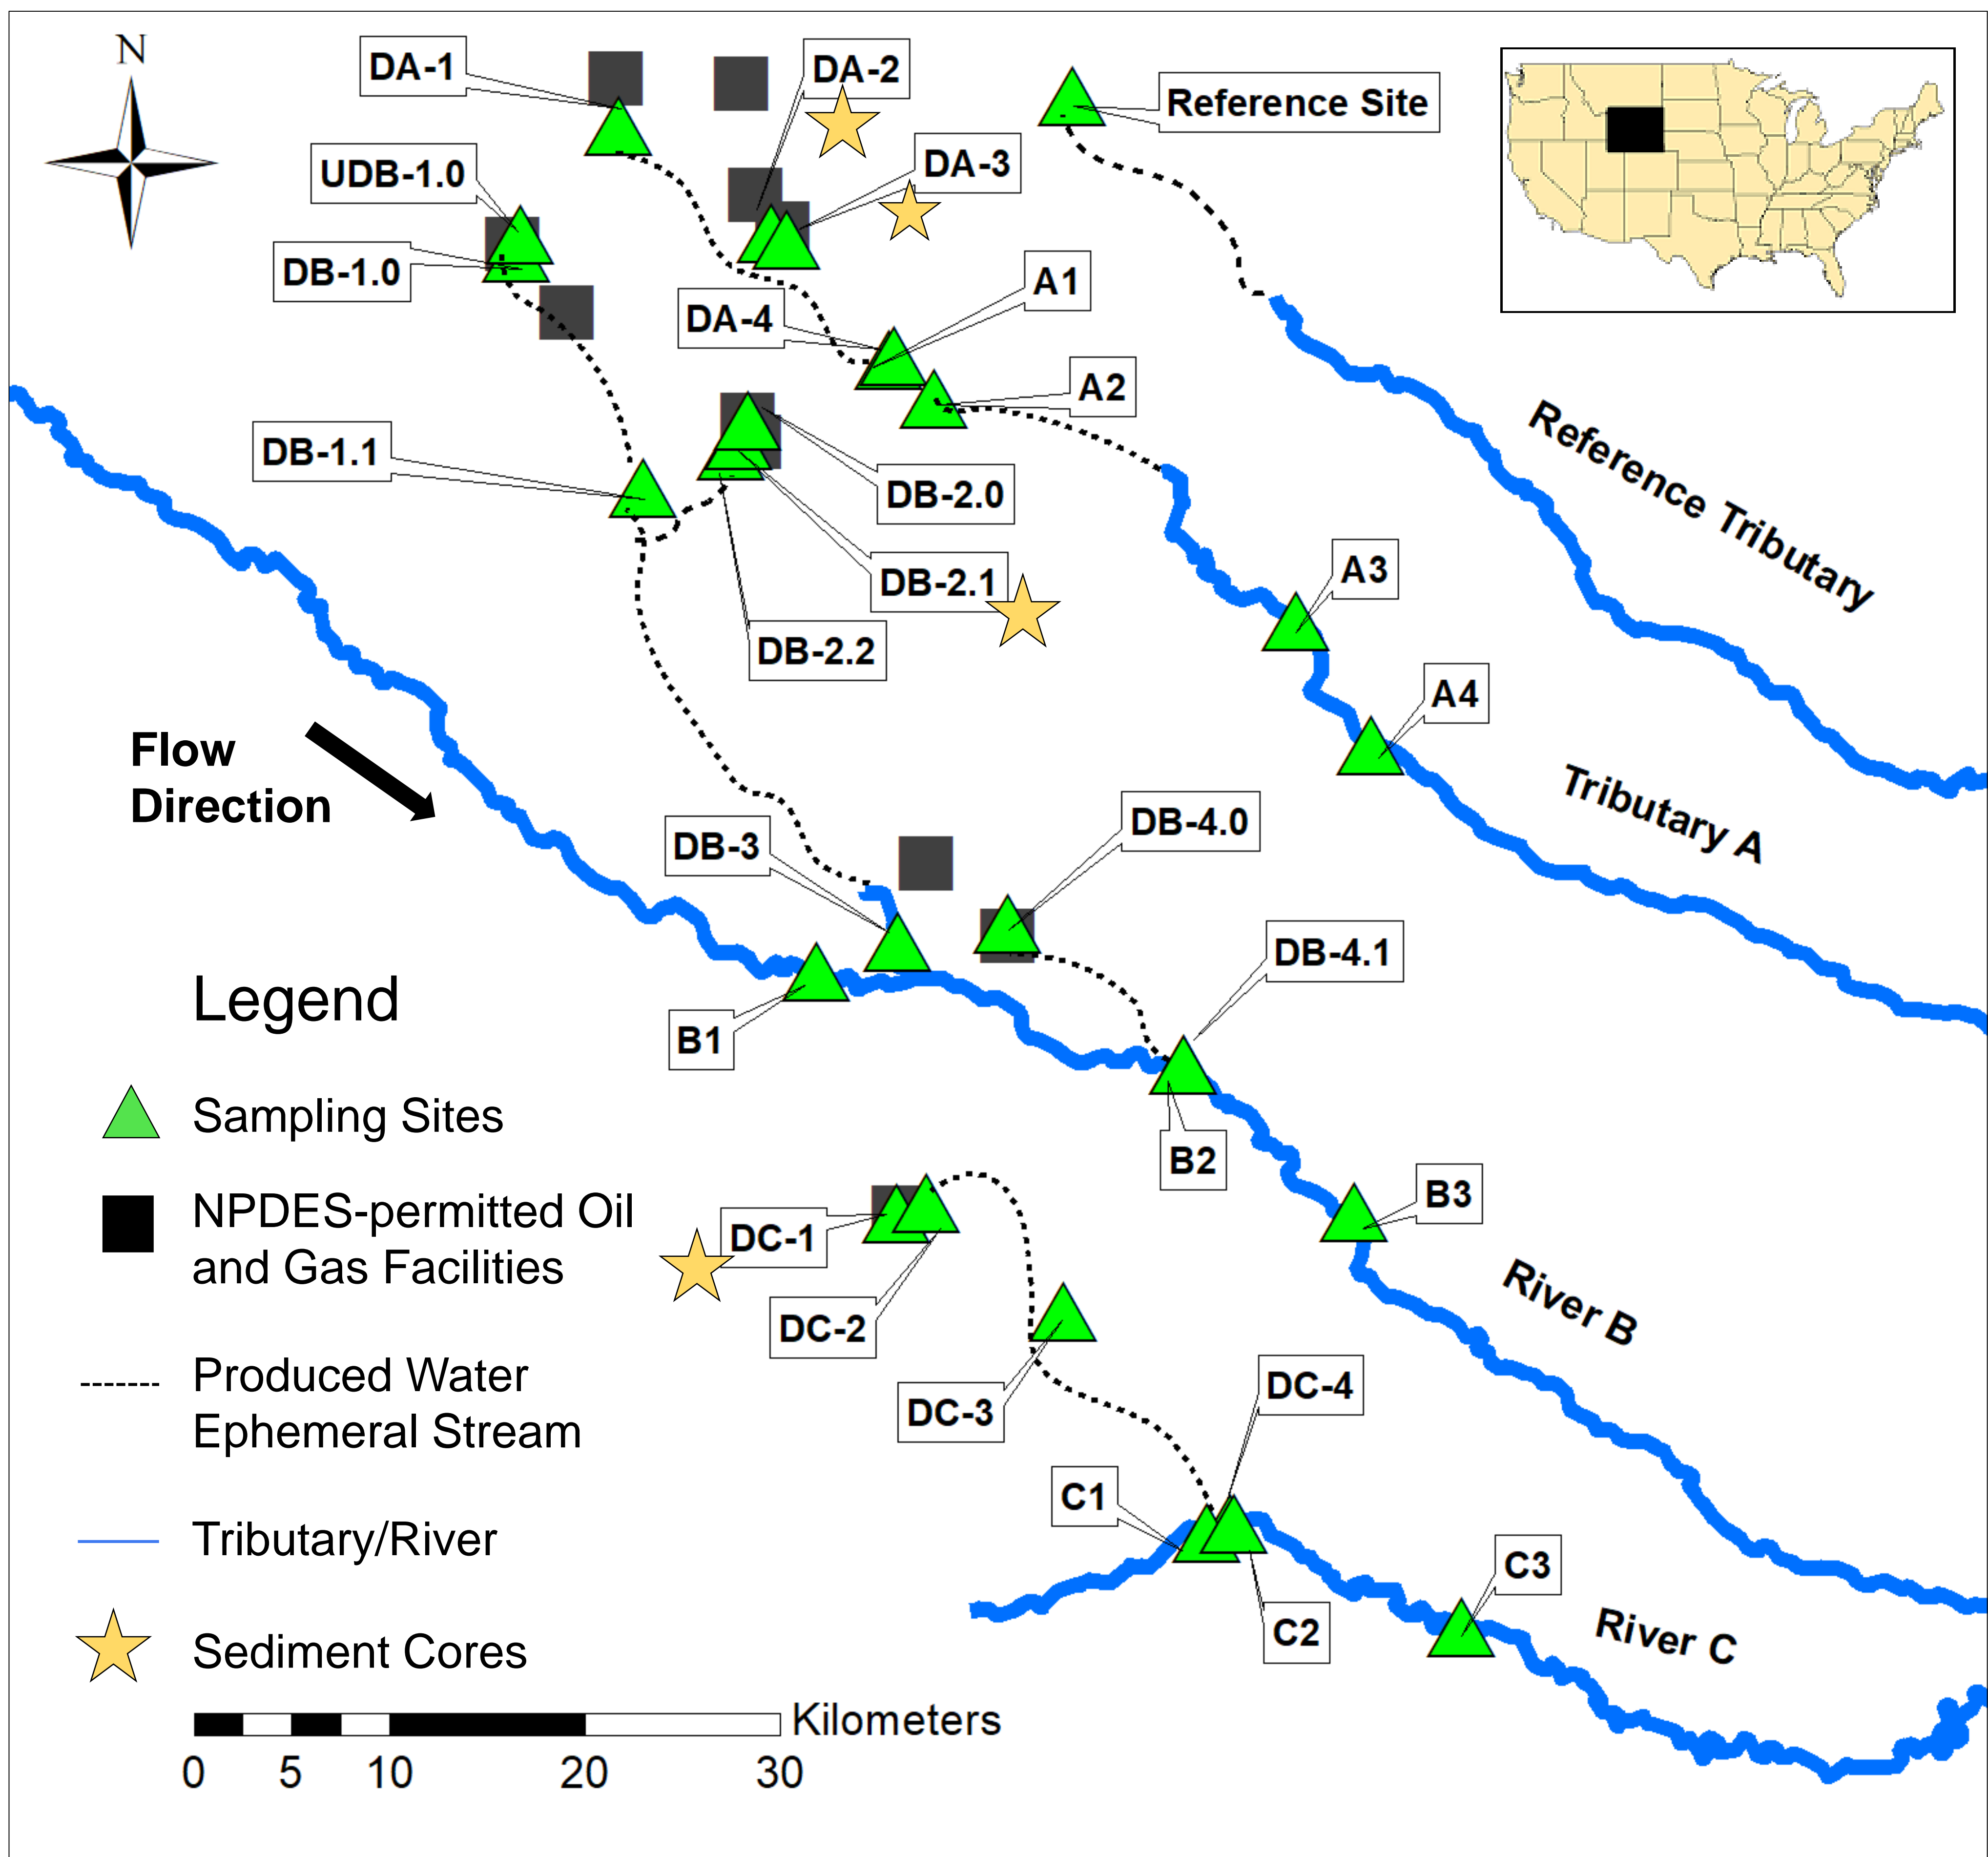 N
DA-1
DA-2
Reference Site
UDB-1.0
DA-3
DB-1.0
A1
DA-4
A2
DB-1.1
DB-2.0
Reference Tributary
DB-2.1
A3
DB-2.2
A4
Flow
Direction
Tributary A
DB-3
DB-4.0
DB-4.1
B1
B2
B3
DC-1
DC-2
River B
DC-3
DC-4
C1
C2
C3
River C
Legend
Sampling Sites
NPDES-permitted Oil
and Gas Facilities
Produced Water
Ephemeral Stream
Tributary/River
Sediment Cores
Kilometers
0 5 10 20 30